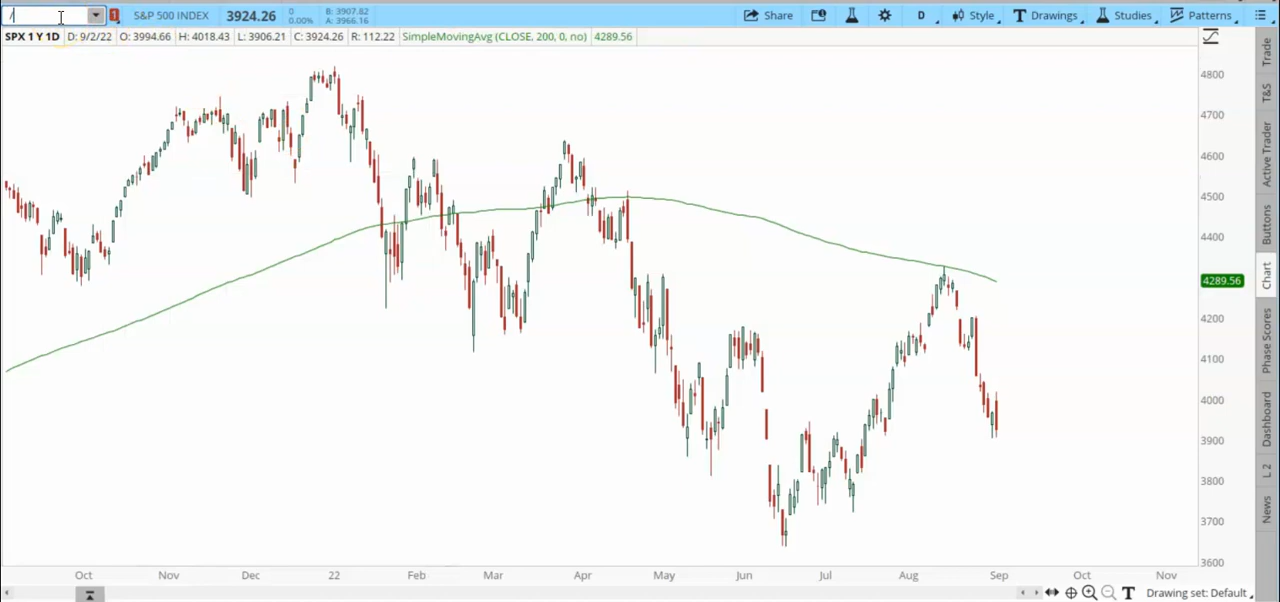 /
1
S&P 500 INDEX
3924.26
0
0.00%
B: 3907.82
A: 3966.16
Share
D
Style
Drawings
Studies
Patterns
SPX 1 Y 1D
D: 9/2/22
O: 3994.66
H: 4018.43
L: 3906.21
C: 3924.26
R: 112.22
SimpleMovingAvg (CLOSE, 200, 0, no)
4289.56
4800
4700
4600
4500
4400
4289.56
4200
4100
4000
3900
3800
3700
3600
Oct
Nov
Dec
22
Feb
Mar
Apr
May
Jun
Jul
Aug
Sep
Oct
Nov
Drawing set: Default
Trade
T&S
Active Trader
Buttons
Chart
Phase Scores
Dashboard
L 2
News